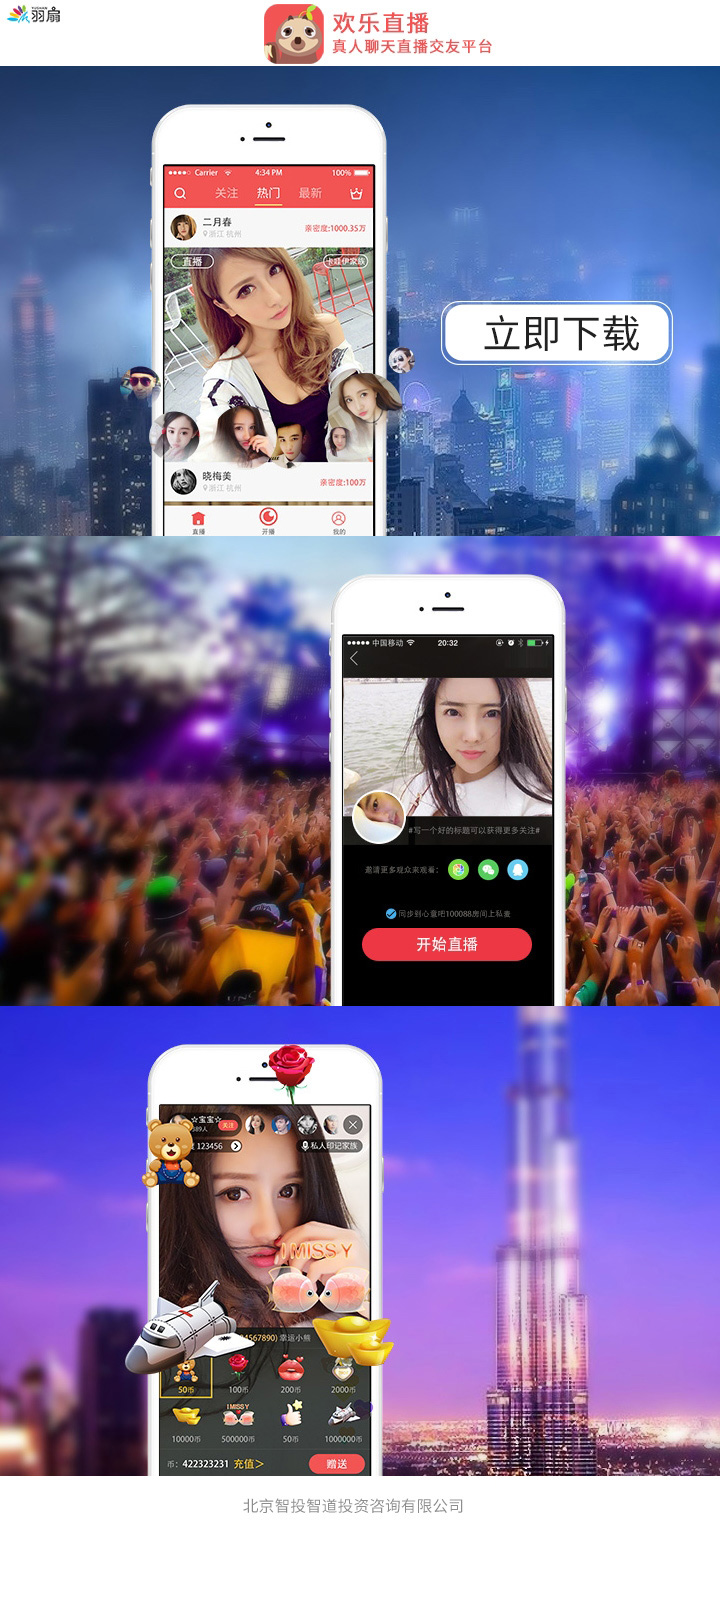 YUSHAN
羽扇
欢乐直播
真人聊天直播交友平台
Carrier 4:34 PM 100%
关注 热门 最新
二月春
浙江 杭州
亲密度:1000.35万
直播
卡哇伊家族
立即下载
晓梅美
浙江 杭州
亲密度:100万
直播 开播 我的
中国移动 20:32
#写一个好的标题可以获得更多关注#
邀请更多观众来观看:
同步到心童吧100088房间上私麦
开始直播
☆宝宝☆
589人
关注
123456
私人印记家族
I MISS Y
4567890) 幸运小熊
50币 100币 200币 2000币
I MISSY
10000币 500000币 50币 1000000币
币: 422323231 充值> 赠送
北京智投智道投资咨询有限公司